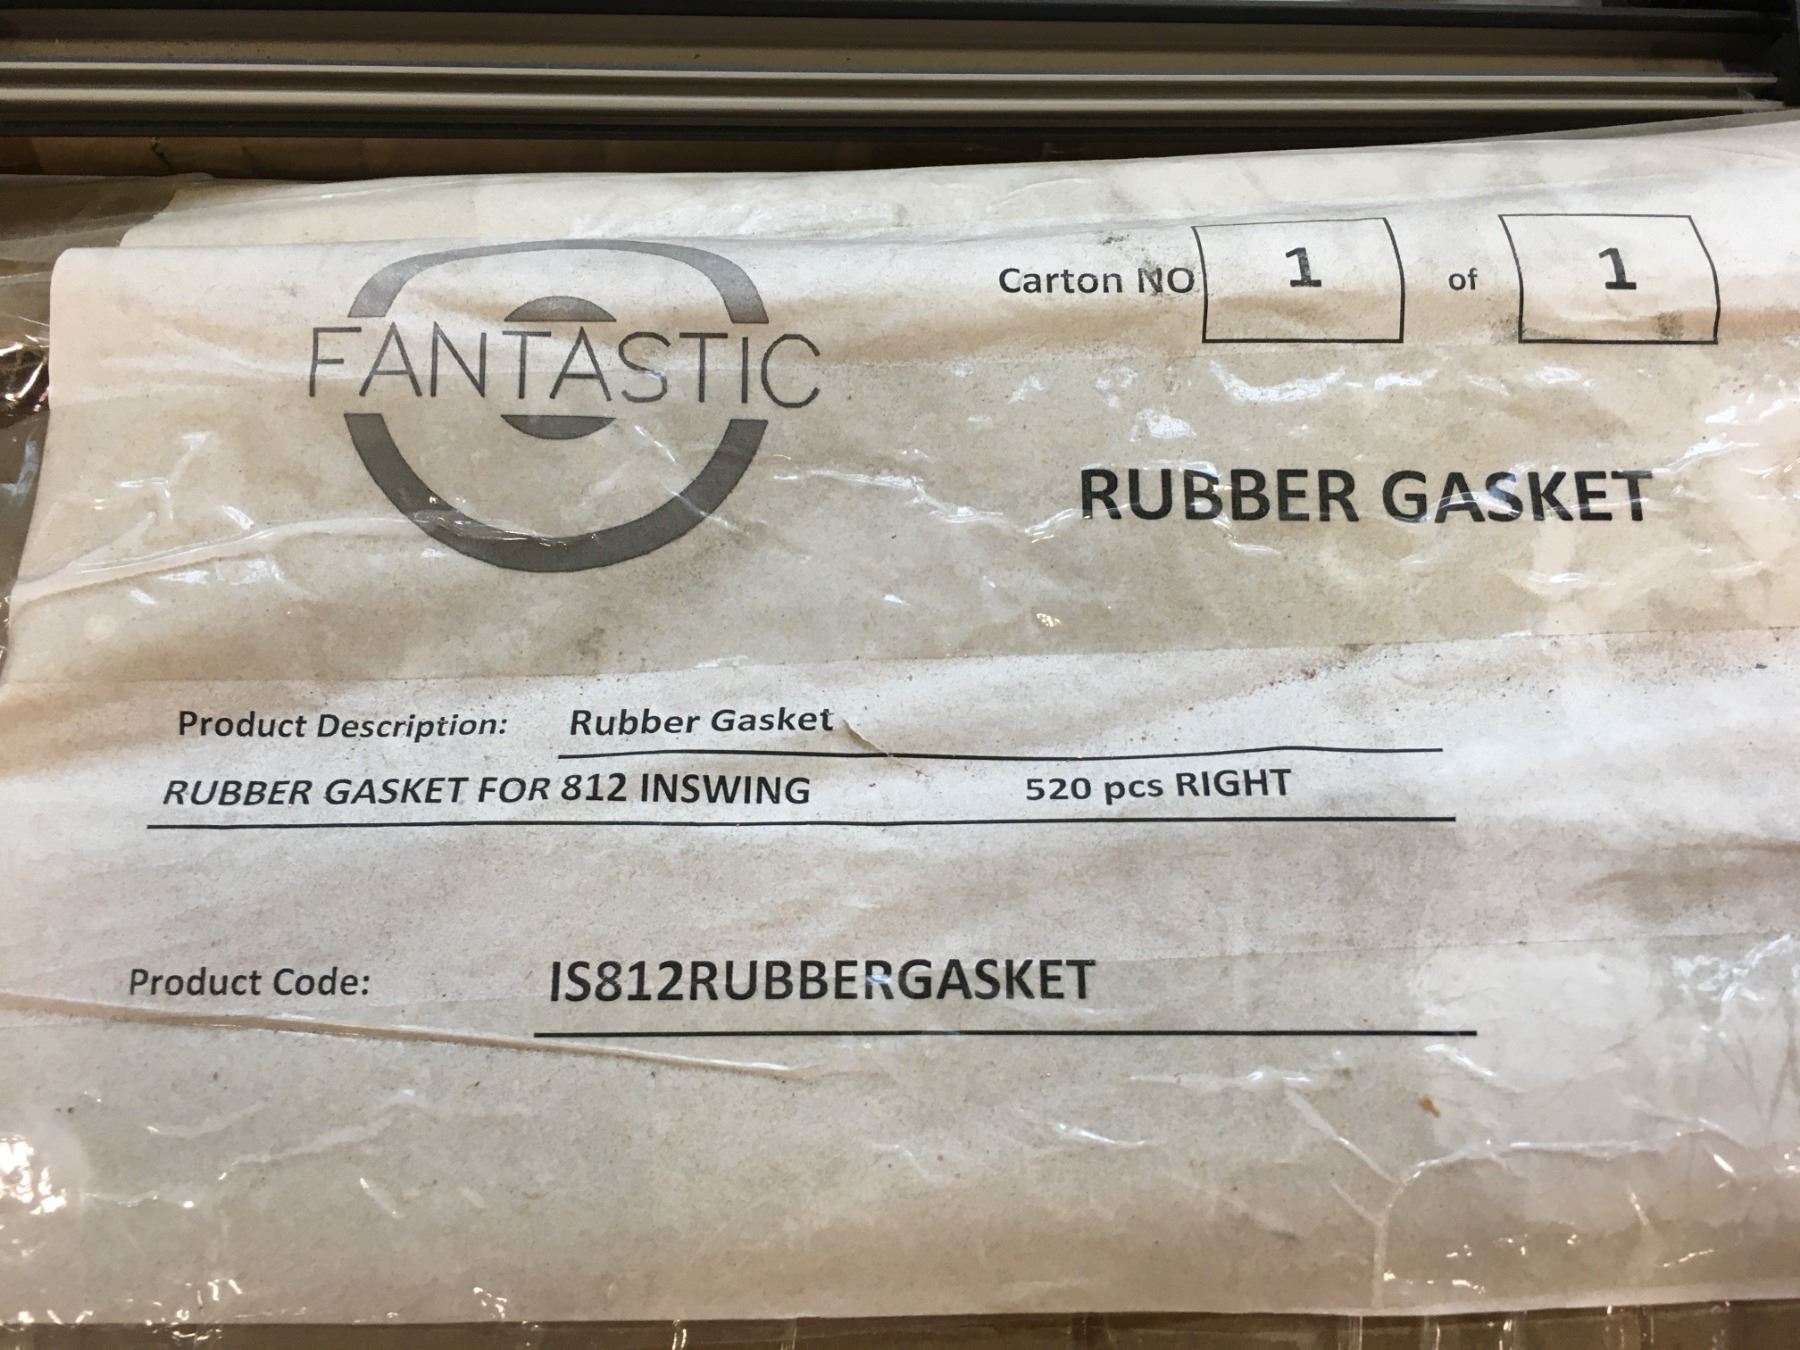 FANTASTIC
Carton NO 1 of 1
RUBBER GASKET
Product Description: Rubber Gasket
RUBBER GASKET FOR 812 INSWING 520 pcs RIGHT
Product Code: IS812RUBBERGASKET